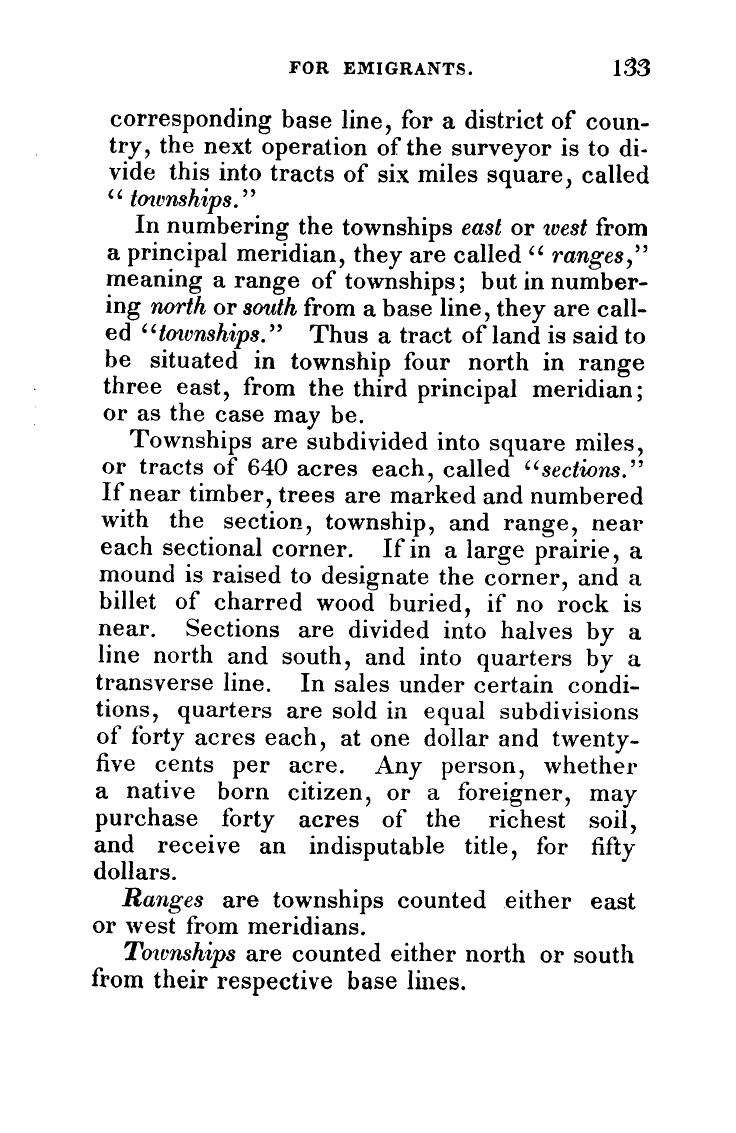 FOR EMIGRANTS. 133
corresponding base line, for a district of coun-
try, the next operation of the surveyor is to di-
vide this into tracts of six miles square, called
“ townships.”
In numbering the townships east or west from
a principal meridian, they are called “ ranges,”
meaning a range of townships; but in number-
ing north or south from a base line, they are call-
ed “townships.” Thus a tract of land is said to
be situated in township four north in range
three east, from the third principal meridian;
or as the case may be.
Townships are subdivided into square miles,
or tracts of 640 acres each, called “sections.”
If near timber, trees are marked and numbered
with the section, township, and range, near
each sectional corner. If in a large prairie, a
mound is raised to designate the corner, and a
billet of charred wood buried, if no rock is
near. Sections are divided into halves by a
line north and south, and into quarters by a
transverse line. In sales under certain condi-
tions, quarters are sold in equal subdivisions
of forty acres each, at one dollar and twenty-
five cents per acre. Any person, whether
a native born citizen, or a foreigner, may
purchase forty acres of the richest soil,
and receive an indisputable title, for fifty
dollars.
Ranges are townships counted either east
or west from meridians.
Townships are counted either north or south
from their respective base lines.